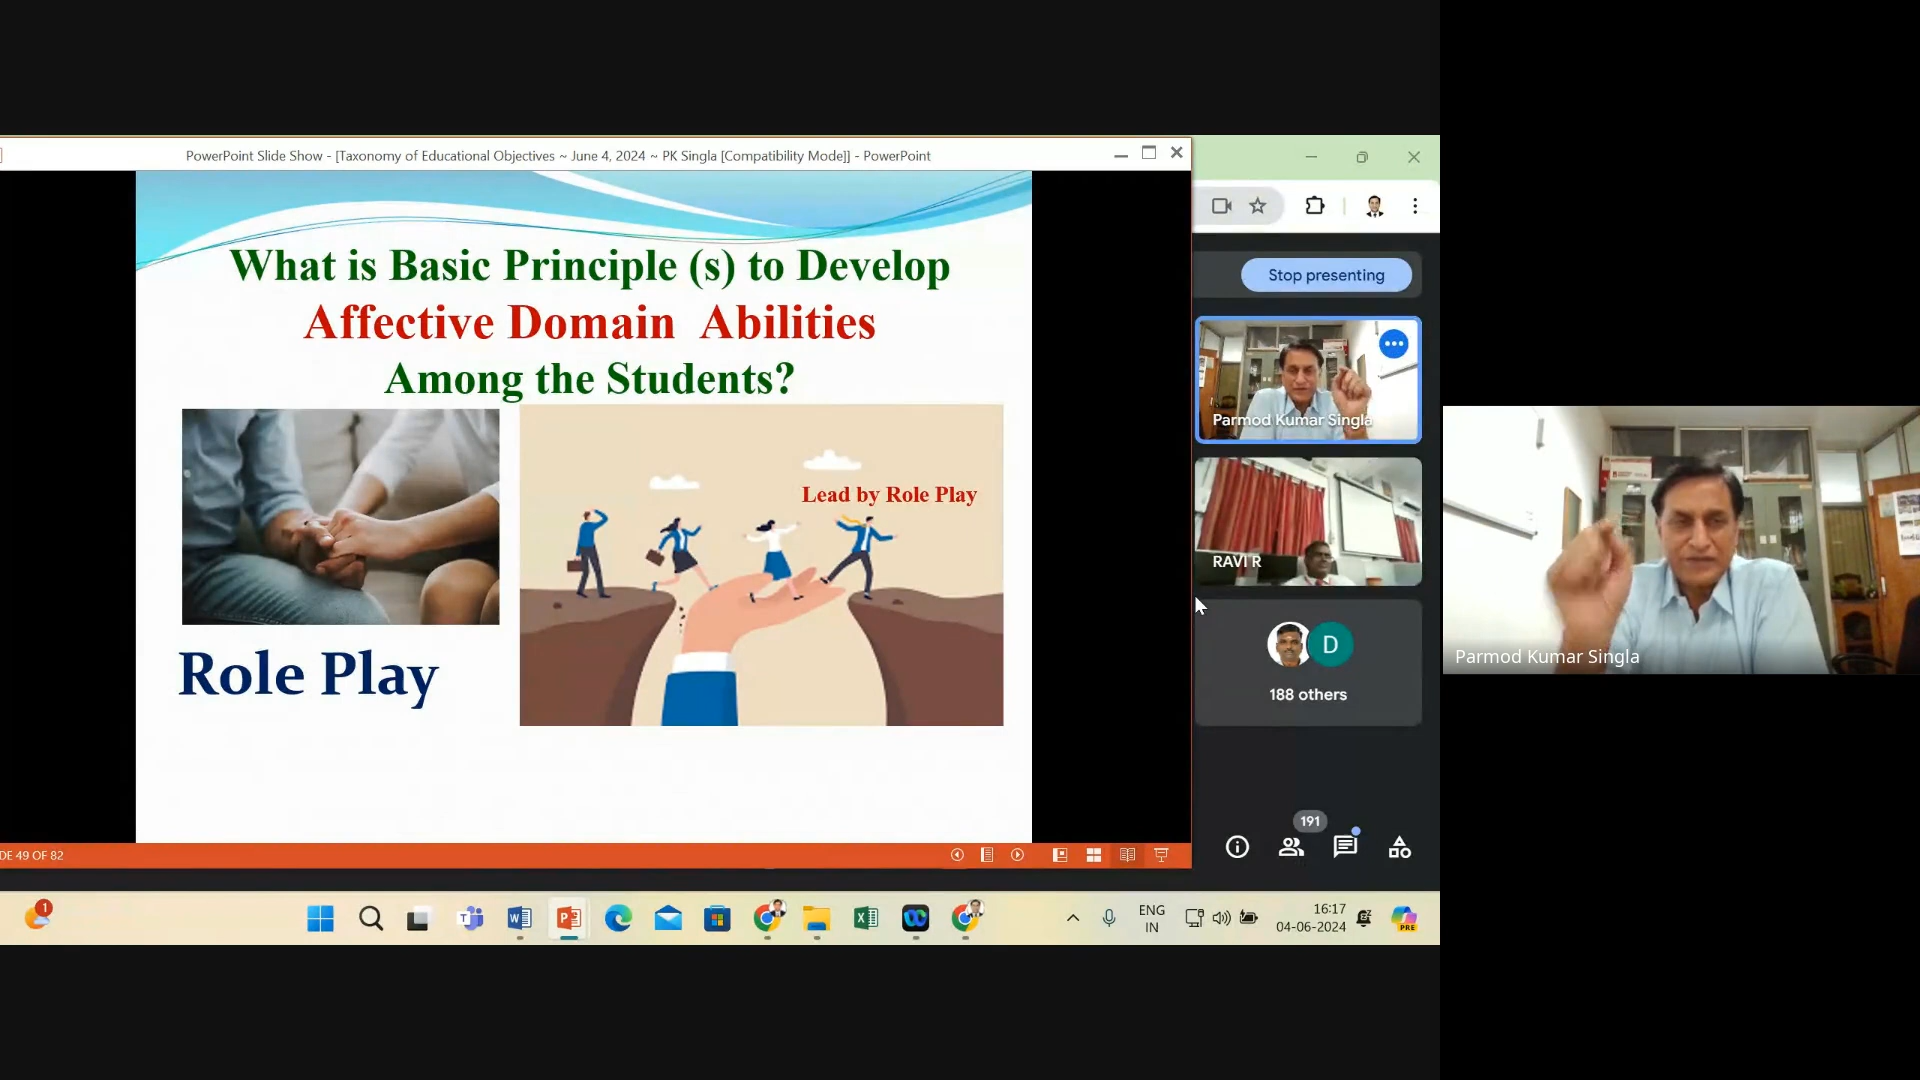 PowerPoint Slide Show - [Taxonomy of Educational Objectives ~ June 4, 2024 ~ PK Singla [Compatibility Mode]] - PowerPoint
What is Basic Principle (s) to Develop
Affective Domain Abilities
Among the Students?
Lead by Role Play
Role Play
DE 49 OF 82
Stop presenting
Parmod Kumar Singla
RAVI R
D
188 others
191
Parmod Kumar Singla
1
ENG
IN
16:17
04-06-2024
PRE